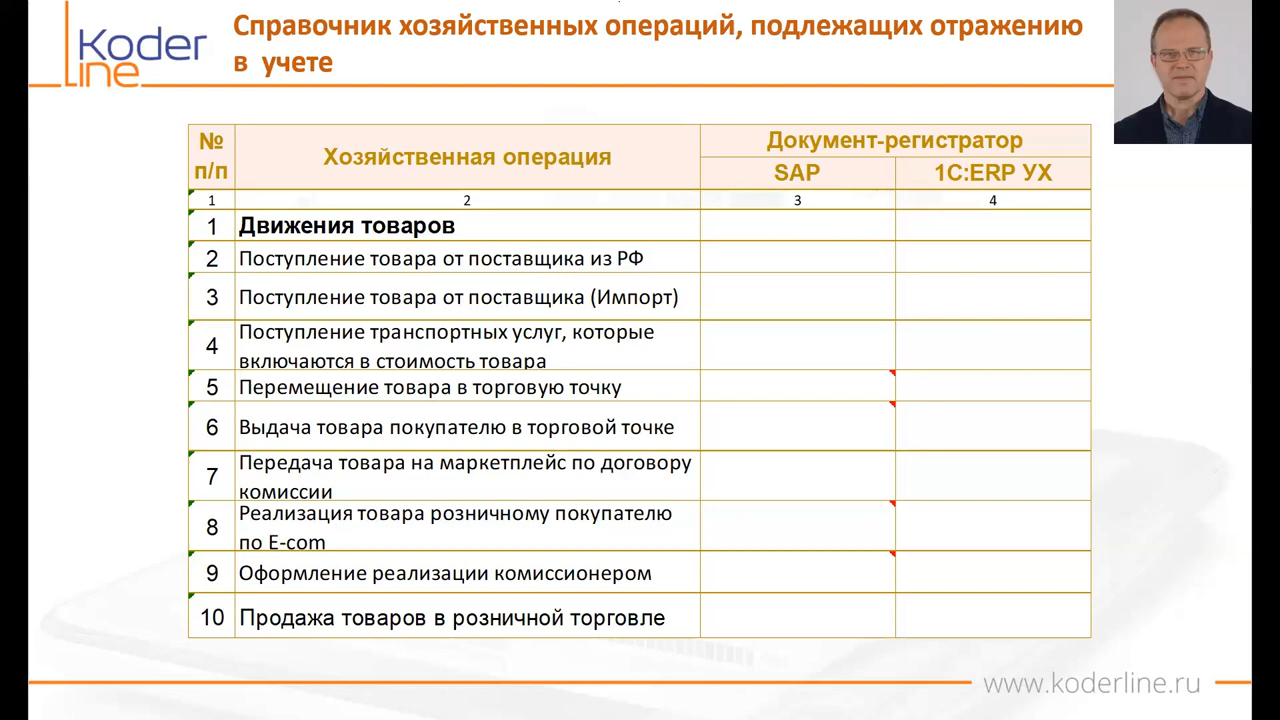 Koder
line
Справочник хозяйственных операций, подлежащих отражению
в учете
№
п/п
Хозяйственная операция
Документ-регистратор
SAP
1С:ERP УХ
1
2
3
4
1
Движения товаров
2
Поступление товара от поставщика из РФ
3
Поступление товара от поставщика (Импорт)
4
Поступление транспортных услуг, которые
включаются в стоимость товара
5
Перемещение товара в торговую точку
6
Выдача товара покупателю в торговой точке
7
Передача товара на маркетплейс по договору
комиссии
8
Реализация товара розничному покупателю
по E-com
9
Оформление реализации комиссионером
10
Продажа товаров в розничной торговле
www.koderline.ru